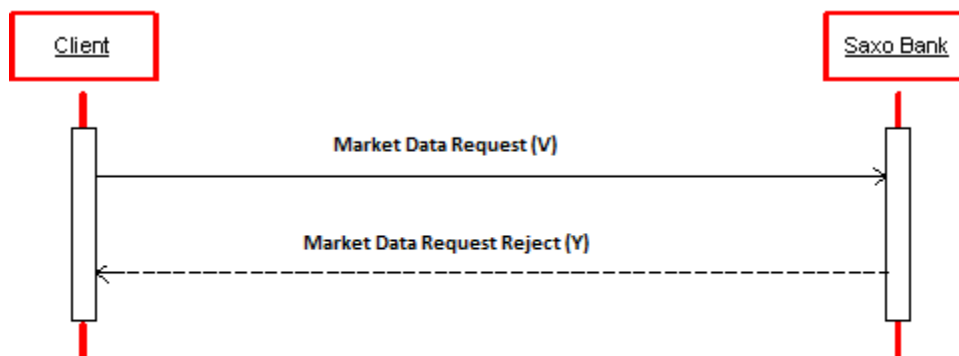 Client
Saxo Bank
Market Data Request (V)
Market Data Request Reject (Y)